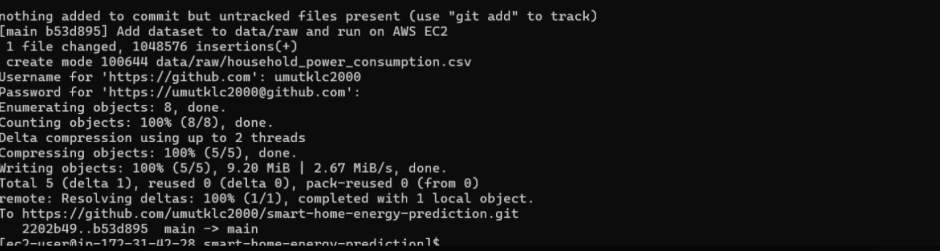 nothing added to commit but untracked files present (use "git add" to track)
[main b53d895] Add dataset to data/raw and run on AWS EC2
 1 file changed, 1048576 insertions(+)
 create mode 100644 data/raw/household_power_consumption.csv
Username for 'https://github.com': umutklc2000
Password for 'https://umutklc2000@github.com':
Enumerating objects: 8, done.
Counting objects: 100% (8/8), done.
Delta compression using up to 2 threads
Compressing objects: 100% (5/5), done.
Writing objects: 100% (5/5), 9.20 MiB | 2.67 MiB/s, done.
Total 5 (delta 1), reused 0 (delta 0), pack-reused 0 (from 0)
remote: Resolving deltas: 100% (1/1), completed with 1 local object.
To https://github.com/umutklc2000/smart-home-energy-prediction.git
   2202b49..b53d895  main -> main
[ec2-user@ip-172-31-42-28 smart-home-energy-prediction]$